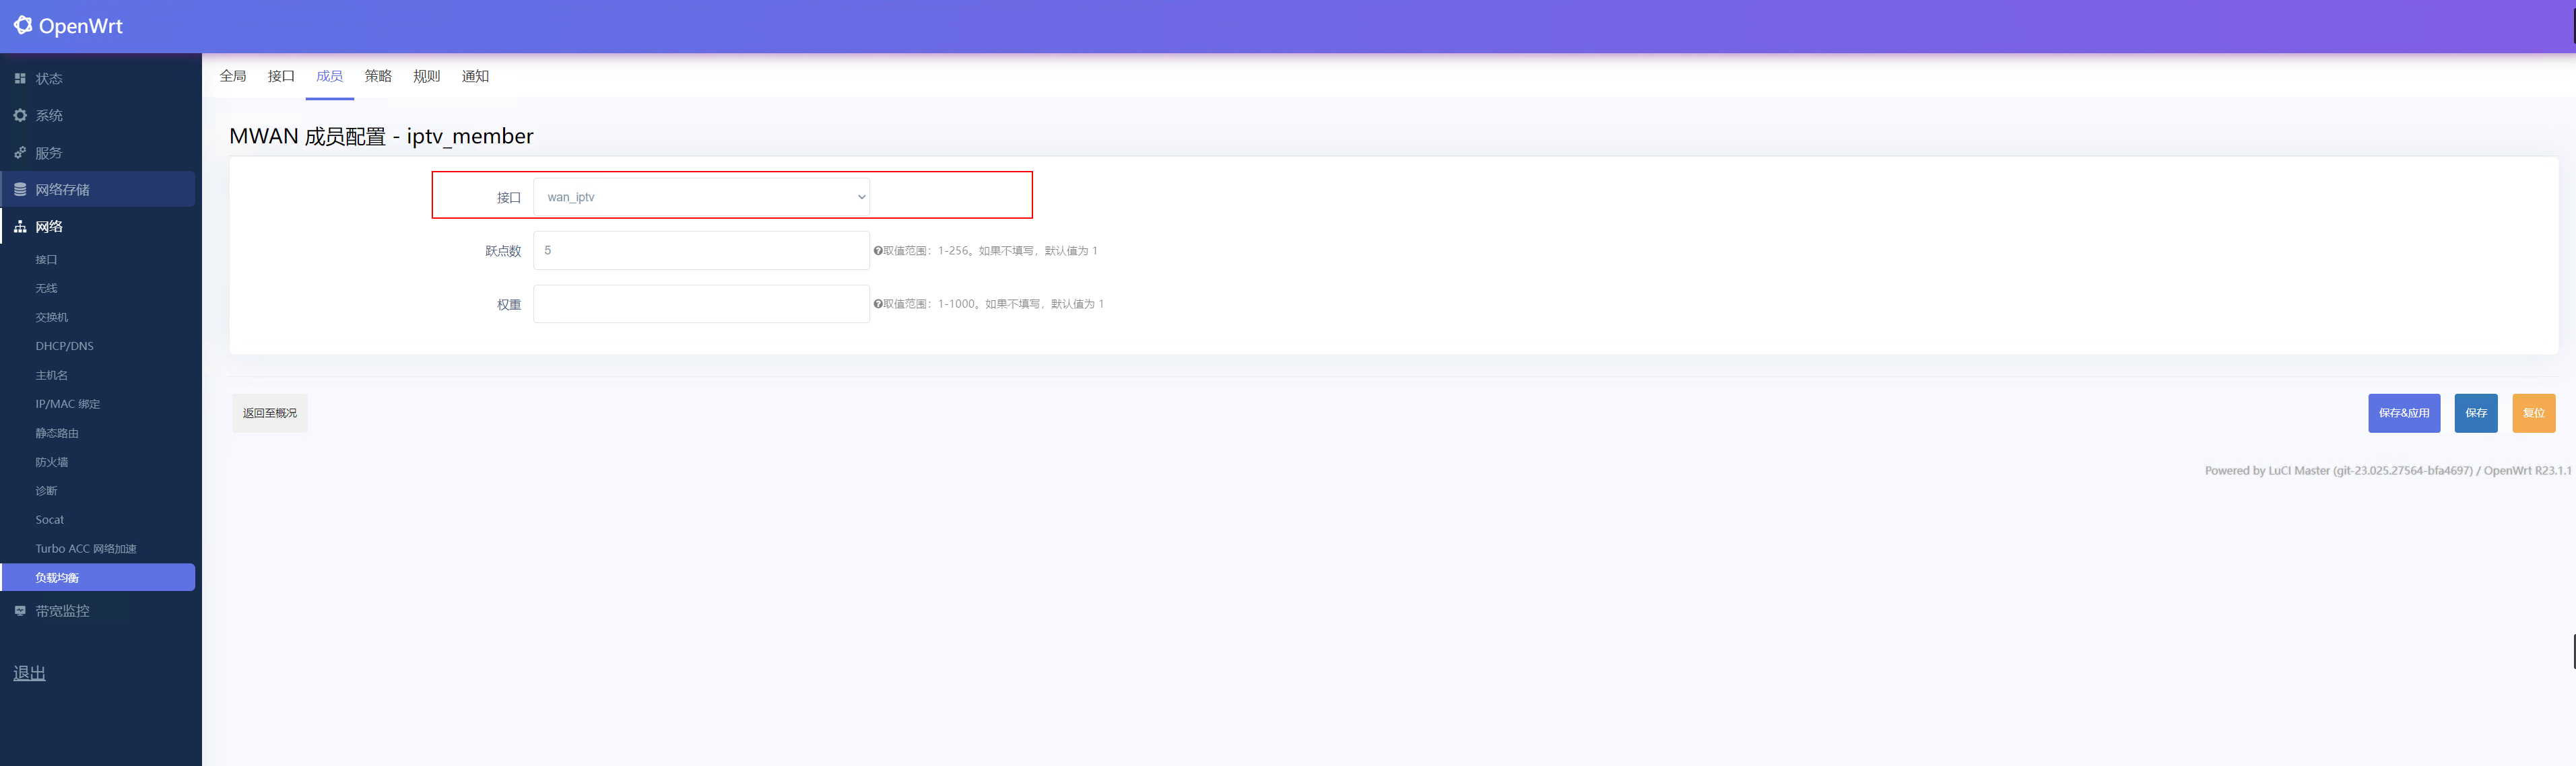 OpenWrt
状态
系统
服务
网络存储
网络
接口
无线
交换机
DHCP/DNS
主机名
IP/MAC 绑定
静态路由
防火墙
诊断
Socat
Turbo ACC 网络加速
负载均衡
带宽监控
退出
全局 接口 成员 策略 规则 通知
MWAN 成员配置 - iptv_member
接口 wan_iptv
跃点数 5 取值范围：1-256。如果不填写，默认值为 1
权重 取值范围：1-1000。如果不填写，默认值为 1
返回至概况 保存&应用 保存 复位
Powered by LuCI Master (git-23.025.27564-bfa4697) / OpenWrt R23.1.1